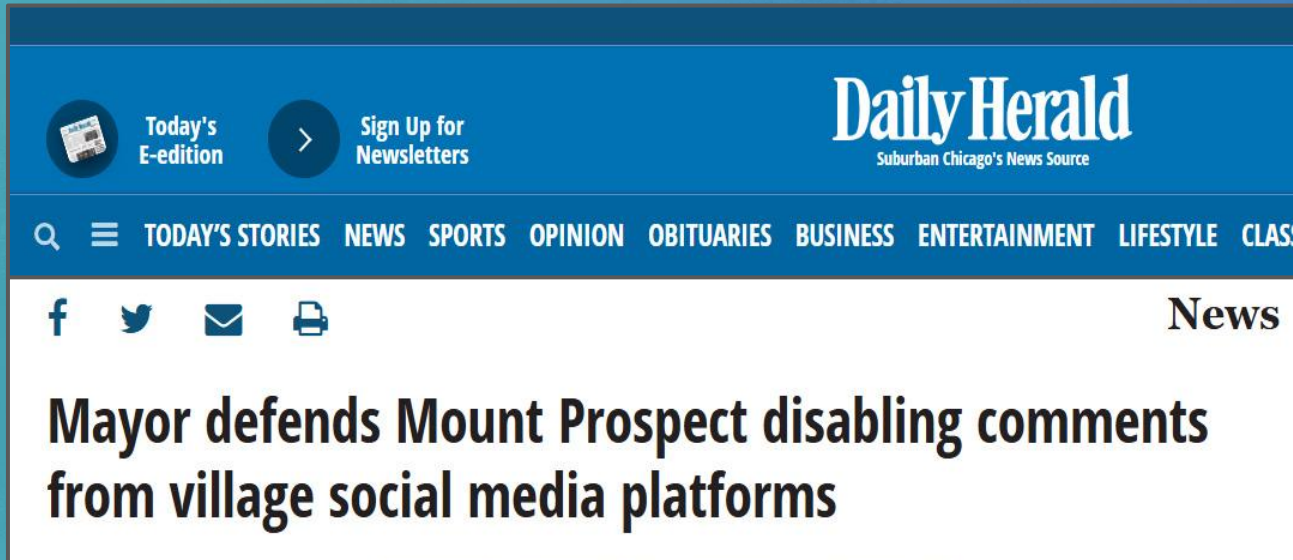 Today's
E-edition
Sign Up for
Newsletters
Daily Herald
Suburban Chicago's News Source
TODAY'S STORIES NEWS SPORTS OPINION OBITUARIES BUSINESS ENTERTAINMENT LIFESTYLE CLASS
News
Mayor defends Mount Prospect disabling comments
from village social media platforms